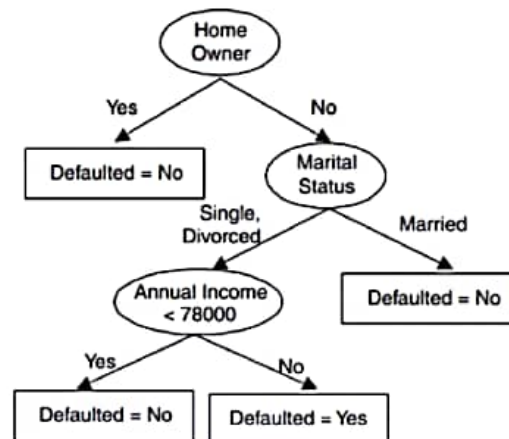 Home
Owner
Yes
No
Defaulted = No
Marital
Status
Single,
Divorced
Married
Annual Income
< 78000
Defaulted = No
Yes
No
Defaulted = No
Defaulted = Yes